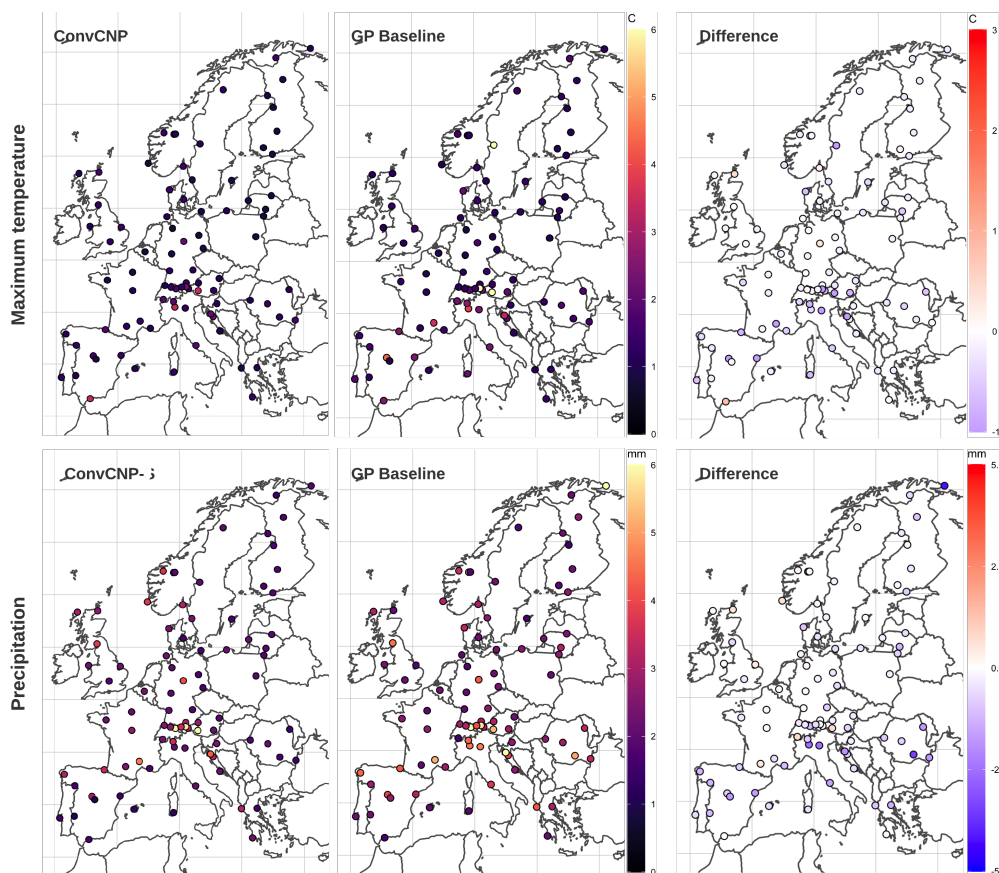 ConvCNP
GP Baseline
Difference
C
6
5
4
3
2
1
0
C
3
2
1
0
-1
Maximum temperature
ConvCNP-
GP Baseline
Difference
mm
6
5
4
3
2
1
0
mm
5.
2.
0.
-2
-5
Precipitation